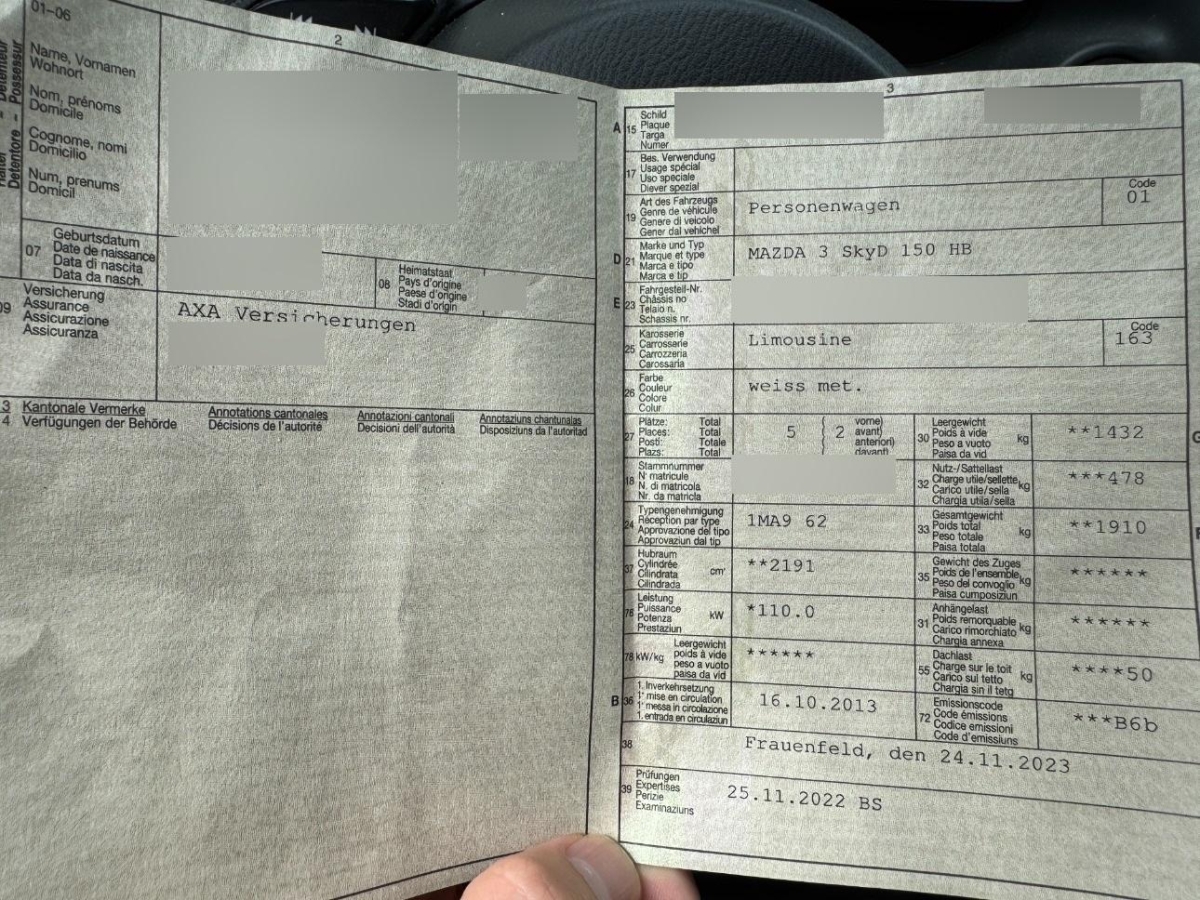 01-06
2
Detenteur
Detentore - Possessur
Name, Vornamen
Wohnort
Nom, prénoms
Domicile
Cognome, nomi
Domicilio
Num, prenums
Domicil
07
Geburtsdatum
Date de naissance
Data di nascita
Data da nasch.
08
Heimatstaat
Pays d'origine
Paese d'origine
Stadi d'origin
09
Versicherung
Assurance
Assicurazione
Assicuranza
AXA Versicherungen
3 Kantonale Vermerke Annotations cantonales Annotazioni cantonali Annotaziuns chantunalas
4 Verfügungen der Behörde Décisions de l'autorité Decisioni dell'autorità Disposiziuns da l'autoritad
3
A 15
Schild
Plaque
Targa
Numer
17
Bes. Verwendung
Usage spécial
Uso speciale
Diever spezial
19
Art des Fahrzeugs
Genre de véhicule
Genere di veicolo
Gener dal vehichel
Personenwagen
Code
01
D 21
Marke und Typ
Marque et type
Marca e tipo
Marca e tip
MAZDA 3 SkyD 150 HB
E 23
Fahrgestell-Nr.
Châssis no
Telaio n.
Schassis nr.
25
Karosserie
Carrosserie
Carrozzeria
Carossaria
Limousine
Code
163
26
Farbe
Couleur
Colore
Colur
weiss met.
27
Plätze: Total
Places: Total
Posti: Totale
Plazs: Total
5
2
vorne)
avant)
anteriori)
davant)
30
Leergewicht
Poids à vide
Peso a vuoto
Paisa da vid
kg
**1432
G
18
Stammnummer
N° matricule
N. di matricola
Nr. da matricla
32
Nutz-/Sattellast
Charge utile/sellette
Carico utile/sella
Chargia utila/sella
kg
***478
24
Typengenehmigung
Réception par type
Approvazione del tipo
Approvaziun dal tip
1MA9 62
33
Gesamtgewicht
Poids total
Peso totale
Paisa totala
kg
**1910
37
Hubraum
Cylindrée
Cilindrata
Cilindrada
cm³
**2191
35
Gewicht des Zuges
Poids de l'ensemble
Peso del convoglio
Paisa cumposiziun
kg
******
76
Leistung
Puissance
Potenza
Prestaziun
kW
*110.0
31
Anhängelast
Poids remorquable
Carico rimorchiato
Chargia annexa
kg
******
78 kW/kg
Leergewicht
poids à vide
peso a vuoto
paisa da vid
******
55
Dachlast
Charge sur le toit
Carico sul tetto
Chargia sin il tetg
kg
****50
B 36
1. Inverkehrsetzung
1re mise en circulation
1a messa in circolazione
1. entrada en circulaziun
16.10.2013
72
Emissionscode
Code émissions
Codice emissioni
Code d'emissiuns
***B6b
38
Frauenfeld, den 24.11.2023
39
Prüfungen
Expertises
Perizie
Examinaziuns
25.11.2022 BS